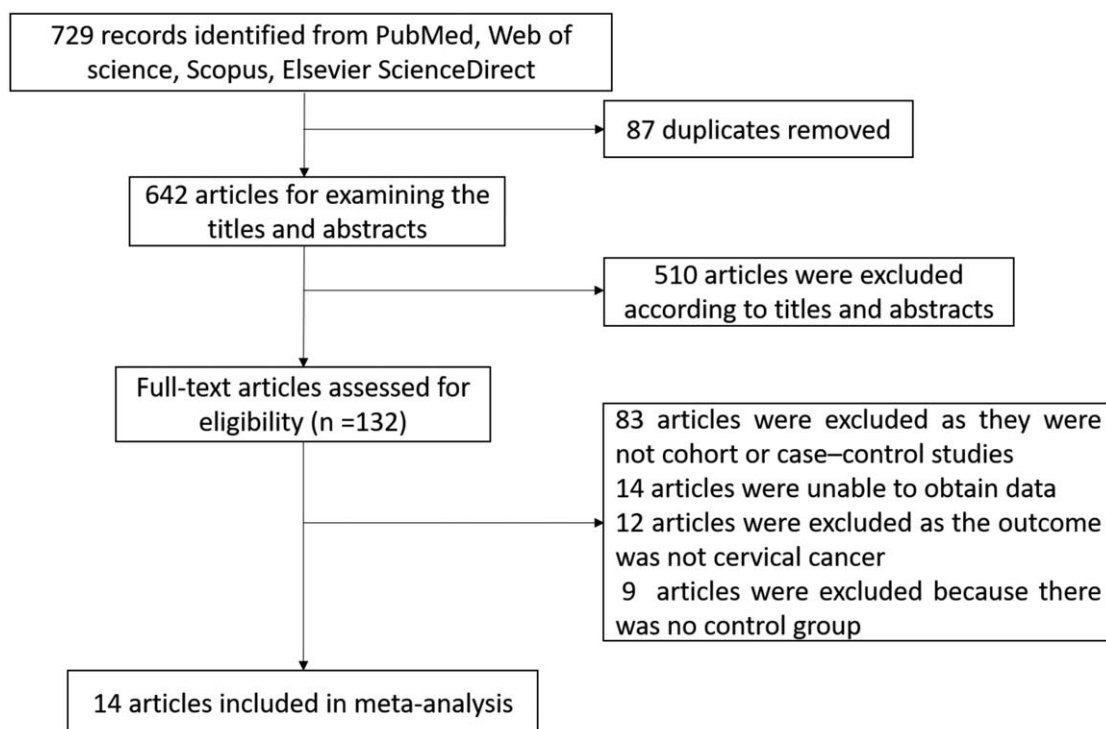 729 records identified from PubMed, Web of
science, Scopus, Elsevier ScienceDirect
87 duplicates removed
642 articles for examining the
titles and abstracts
510 articles were excluded
according to titles and abstracts
Full-text articles assessed for
eligibility (n =132)
83 articles were excluded as they were
not cohort or case–control studies
14 articles were unable to obtain data
12 articles were excluded as the outcome
was not cervical cancer
9 articles were excluded because there
was no control group
14 articles included in meta-analysis